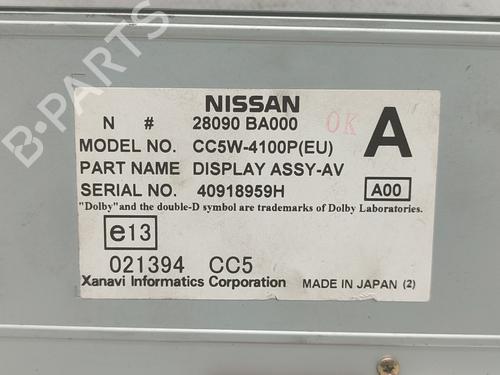 NISSAN
N # 28090 BA000 OK A
MODEL NO. CC5W-4100P(EU)
PART NAME DISPLAY ASSY-AV
SERIAL NO. 40918959H A00
"Dolby"and the double-D symbol are trademarks of Dolby Laboratories.
e13
021394 CC5
Xanavi Informatics Corporation MADE IN JAPAN (2)